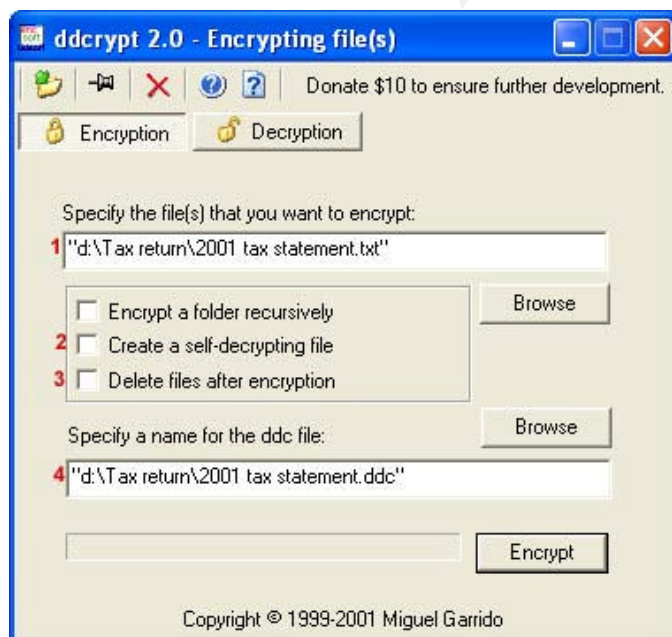 ddcrypt 2.0 - Encrypting file(s)
Donate $10 to ensure further development.
Encryption Decryption
Specify the file(s) that you want to encrypt:
1 "d:\Tax return\2001 tax statement.txt"
Encrypt a folder recursively
Browse
2 Create a self-decrypting file
3 Delete files after encryption
Specify a name for the ddc file:
Browse
4 "d:\Tax return\2001 tax statement.ddc"
Encrypt
Copyright © 1999-2001 Miguel Garrido